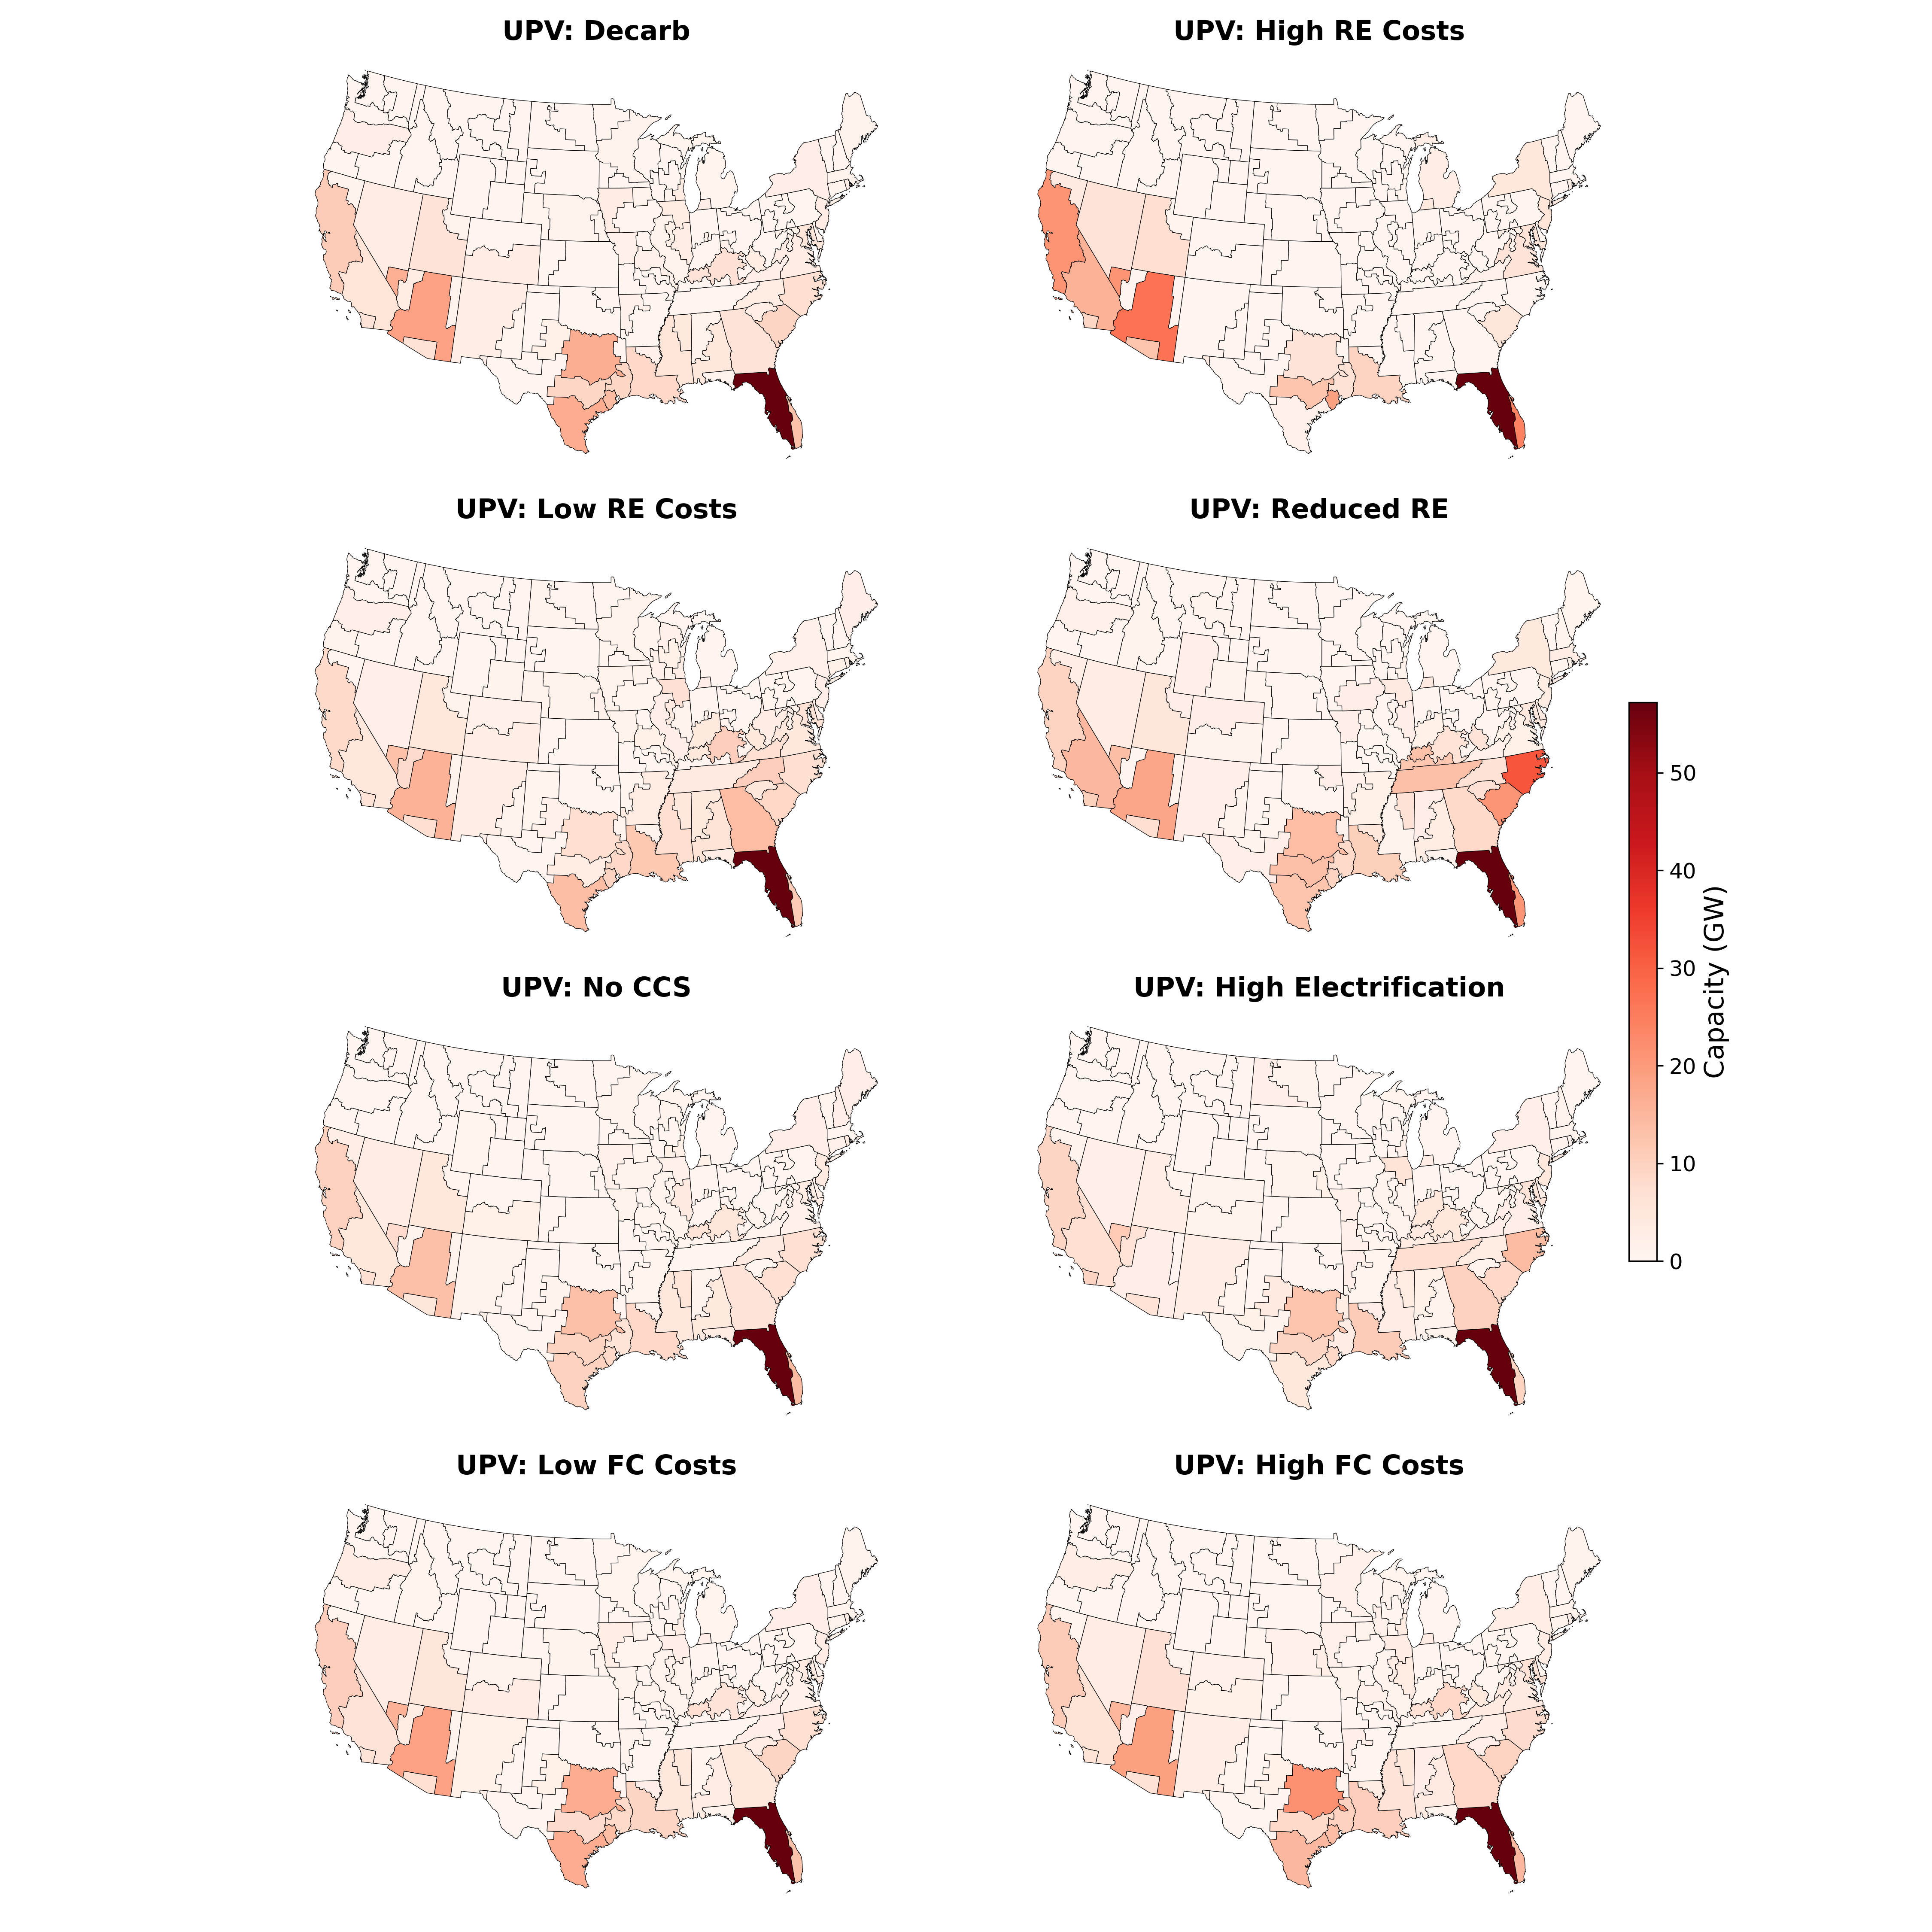 UPV: Decarb
UPV: High RE Costs
UPV: Low RE Costs
UPV: Reduced RE
UPV: No CCS
UPV: High Electrification
UPV: Low FC Costs
UPV: High FC Costs
50
40
30
20
10
0
Capacity (GW)